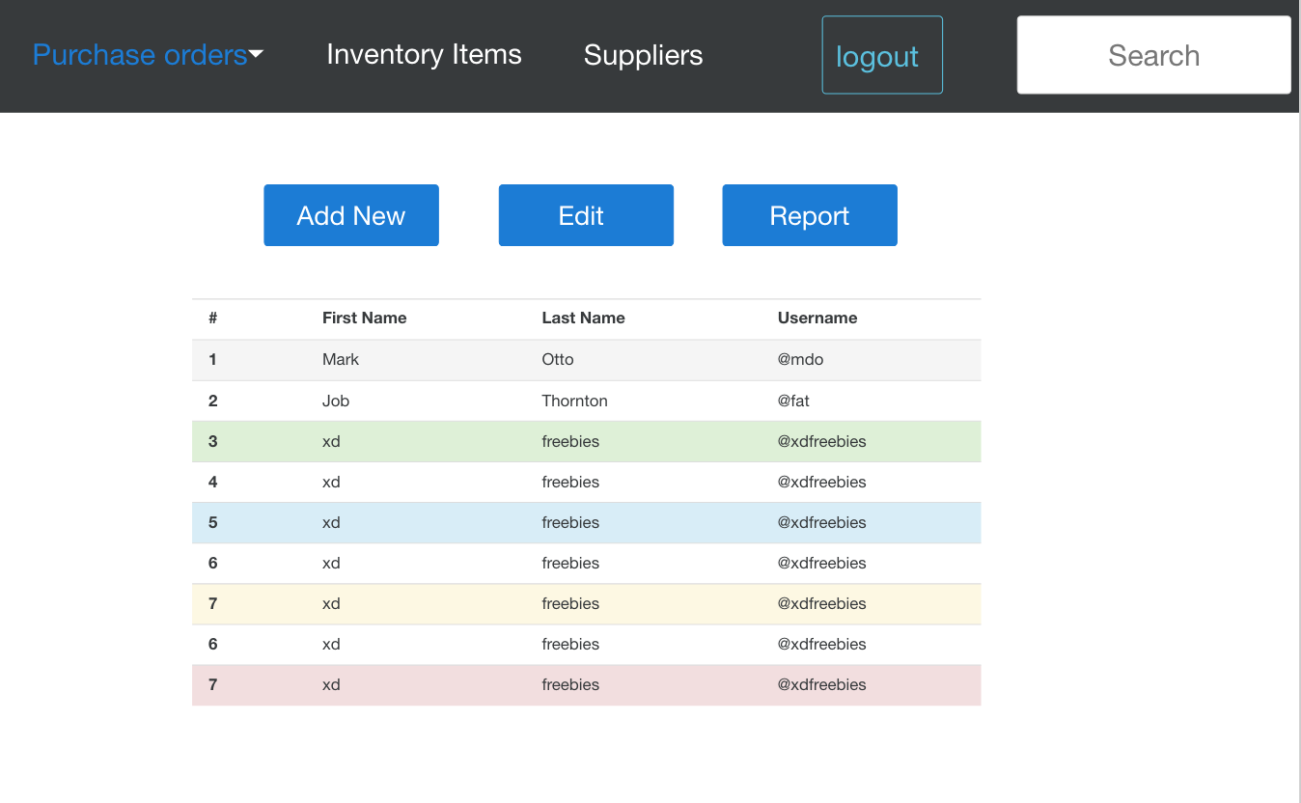 Purchase orders Inventory Items Suppliers logout Search
Add New Edit Report
# First Name Last Name Username
1 Mark Otto @mdo
2 Job Thornton @fat
3 xd freebies @xdfreebies
4 xd freebies @xdfreebies
5 xd freebies @xdfreebies
6 xd freebies @xdfreebies
7 xd freebies @xdfreebies
6 xd freebies @xdfreebies
7 xd freebies @xdfreebies